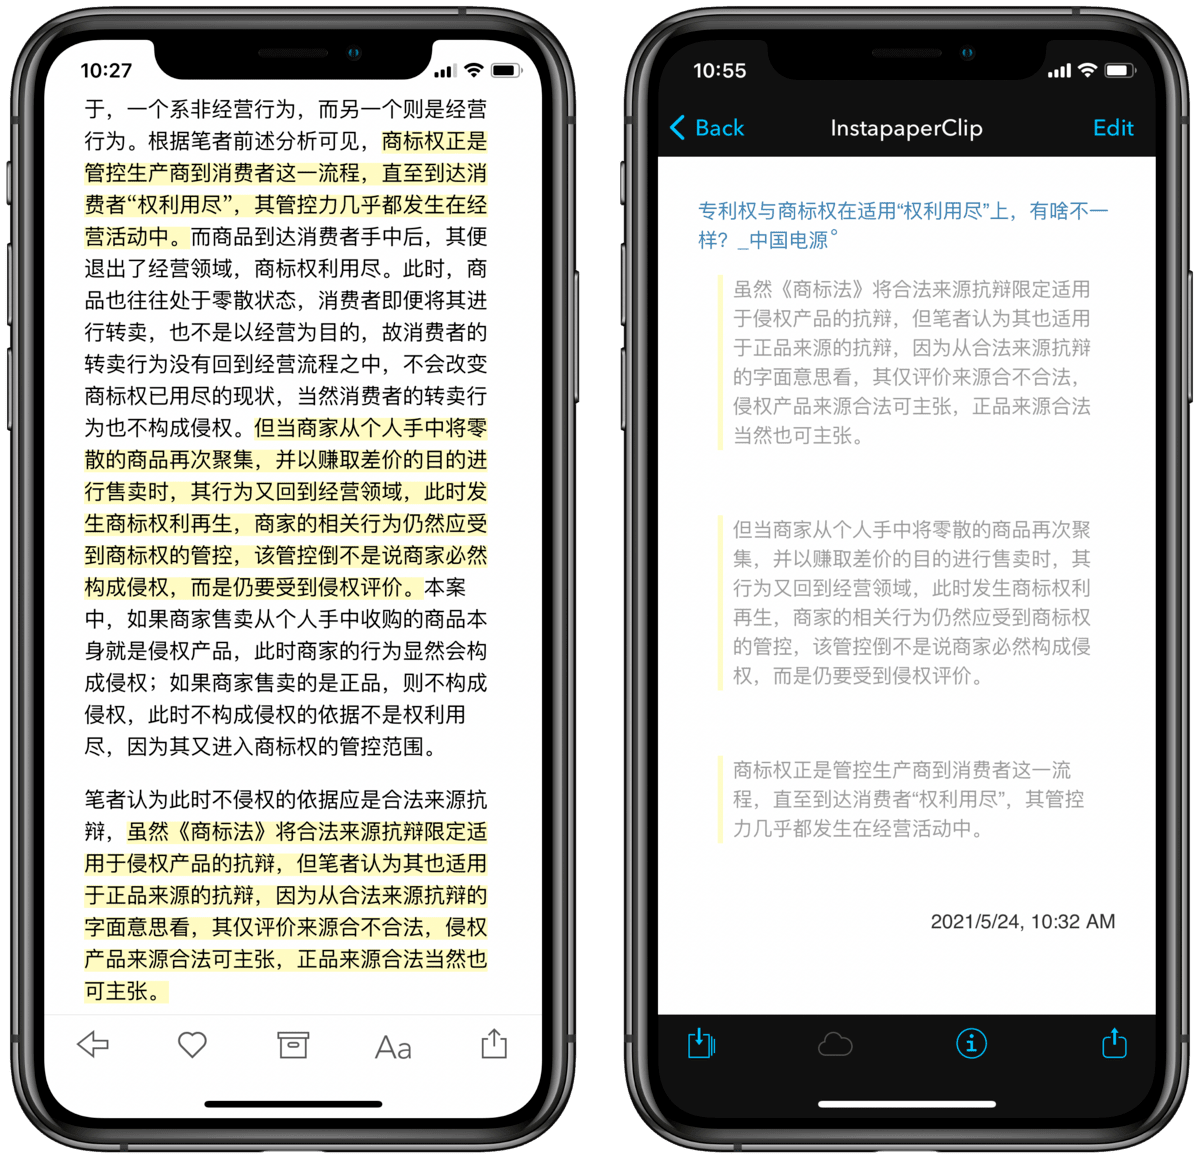 10:27
于，一个系非经营行为，而另一个则是经营
行为。根据笔者前述分析可见，商标权正是
管控生产商到消费者这一流程，直至到达消
费者“权利用尽”，其管控力几乎都发生在经
营活动中。而商品到达消费者手中后，其便
退出了经营领域，商标权利用尽。此时，商
品也往往处于零散状态，消费者即便将其进
行转卖，也不是以经营为目的，故消费者的
转卖行为没有回到经营流程之中，不会改变
商标权已用尽的现状，当然消费者的转卖行
为也不构成侵权。但当商家从个人手中将零
散的商品再次聚集，并以赚取差价的目的进
行售卖时，其行为又回到经营领域，此时发
生商标权利再生，商家的相关行为仍然应受
到商标权的管控，该管控倒不是说商家必然
构成侵权，而是仍要受到侵权评价。本案
中，如果商家售卖从个人手中收购的商品本
身就是侵权产品，此时商家的行为显然会构
成侵权；如果商家售卖的是正品，则不构成
侵权，此时不构成侵权的依据不是权利用
尽，因为其又进入商标权的管控范围。
笔者认为此时不侵权的依据应是合法来源抗
辩，虽然《商标法》将合法来源抗辩限定适
用于侵权产品的抗辩，但笔者认为其也适用
于正品来源的抗辩，因为从合法来源抗辩的
字面意思看，其仅评价来源合不合法，侵权
产品来源合法可主张，正品来源合法当然也
可主张。
Aa
10:55
Back
InstapaperClip
Edit
专利权与商标权在适用“权利用尽”上，有啥不一
样？_中国电源°
虽然《商标法》将合法来源抗辩限定适用
于侵权产品的抗辩，但笔者认为其也适用
于正品来源的抗辩，因为从合法来源抗辩
的字面意思看，其仅评价来源合不合法，
侵权产品来源合法可主张，正品来源合法
当然也可主张。
但当商家从个人手中将零散的商品再次聚
集，并以赚取差价的目的进行售卖时，其
行为又回到经营领域，此时发生商标权利
再生，商家的相关行为仍然应受到商标权
的管控，该管控倒不是说商家必然构成侵
权，而是仍要受到侵权评价。
商标权正是管控生产商到消费者这一流
程，直至到达消费者“权利用尽”，其管控
力几乎都发生在经营活动中。
2021/5/24, 10:32 AM